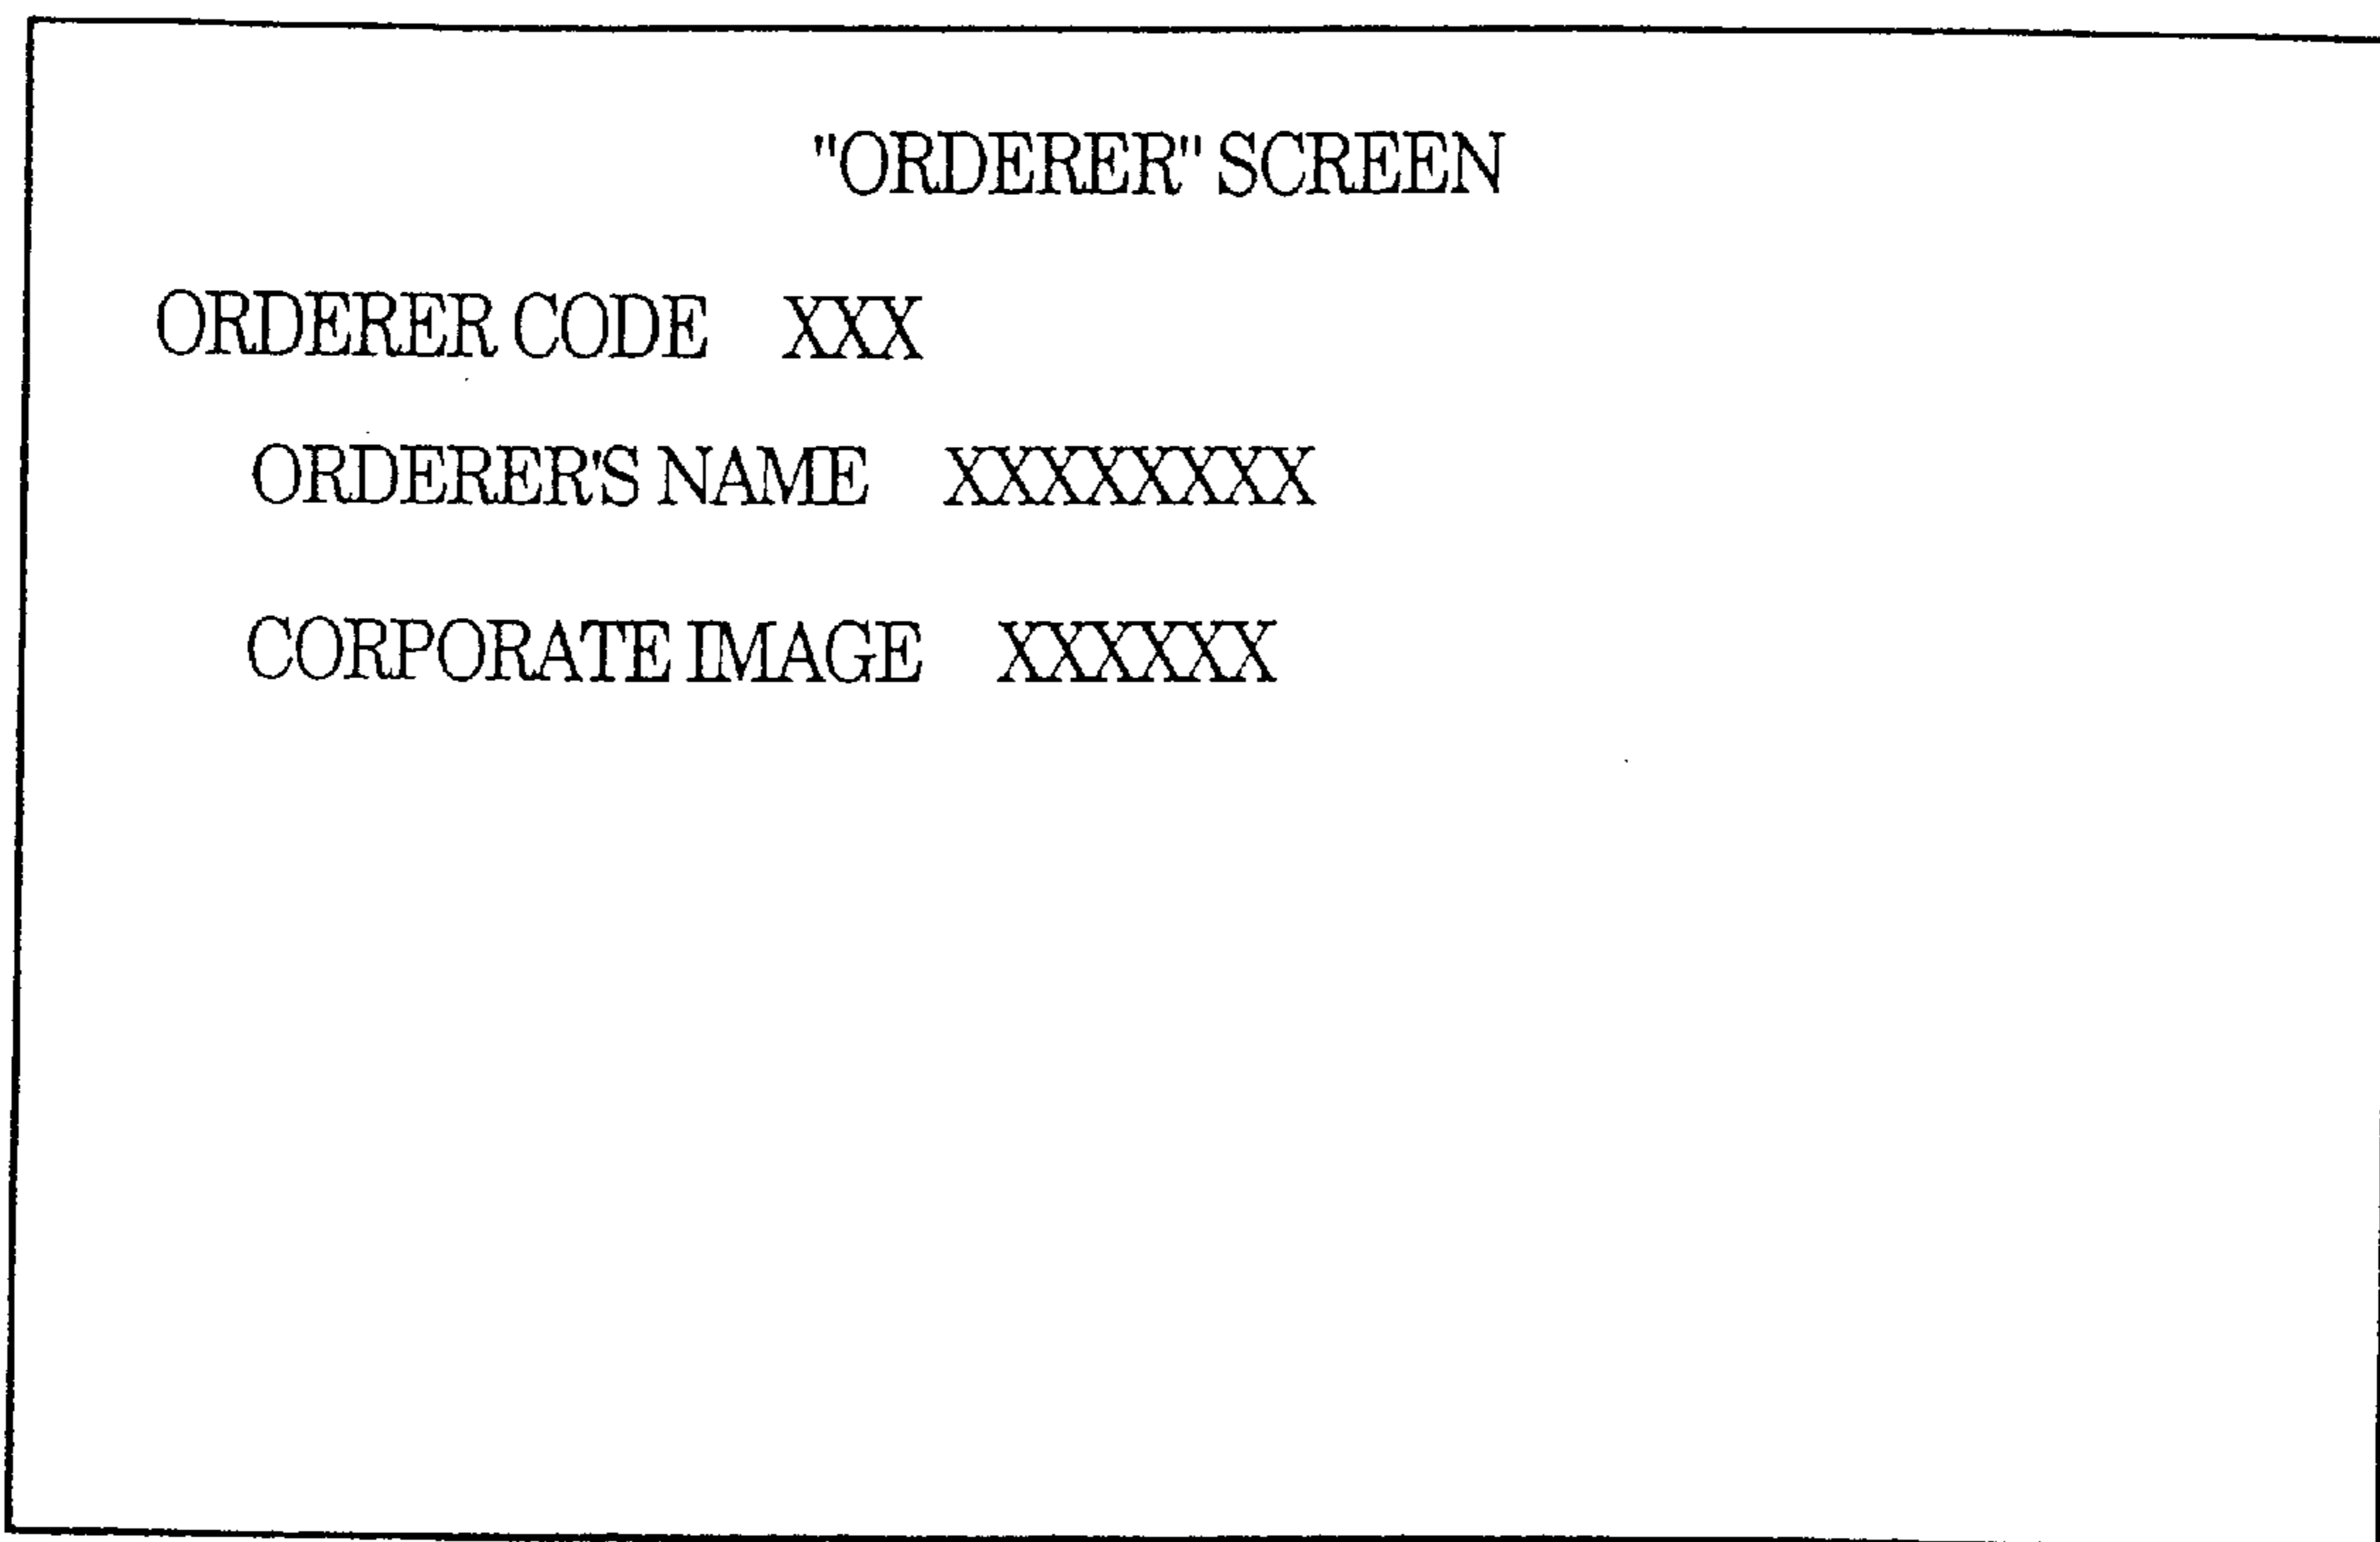 "ORDERER" SCREEN
ORDERER CODE XXX
ORDERER'S NAME XXXXXXXX
CORPORATE IMAGE XXXXXX